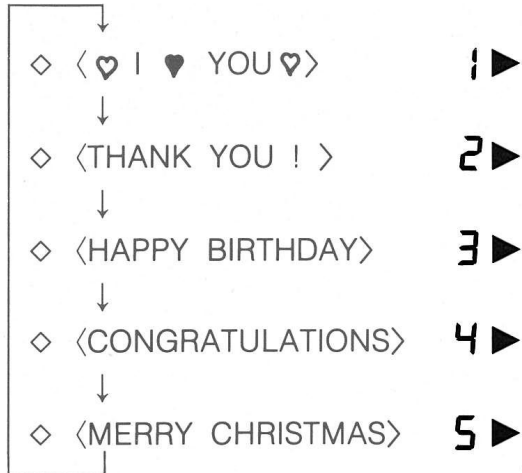 ◇ 〈♡ I ♥ YOU♡〉 1▶
◇ 〈THANK YOU ! 〉 2▶
◇ 〈HAPPY BIRTHDAY〉 3▶
◇ 〈CONGRATULATIONS〉 4▶
◇ 〈MERRY CHRISTMAS〉 5▶